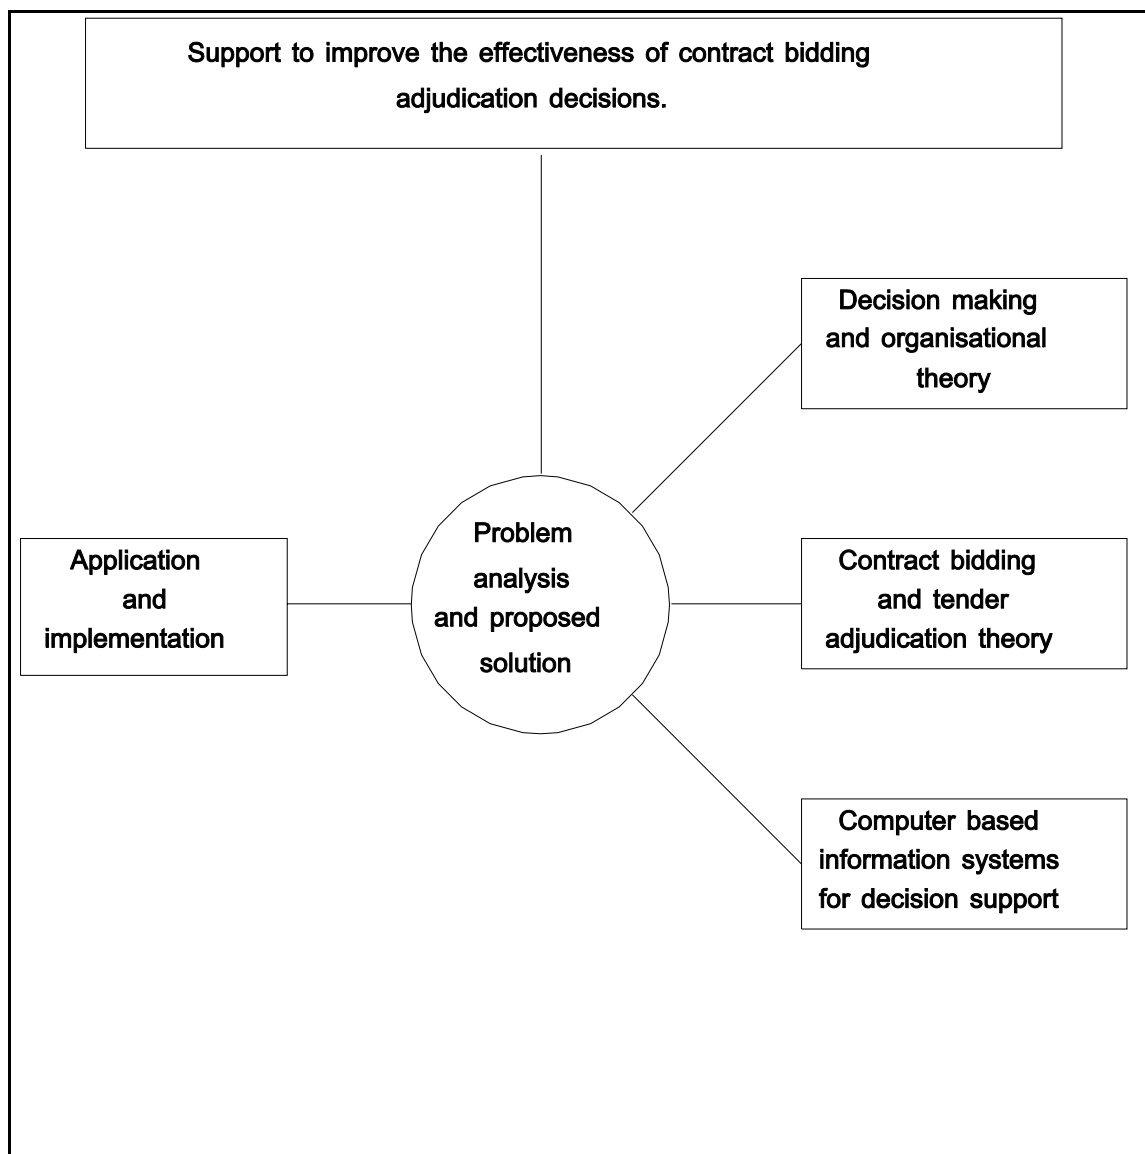 Support to improve the effectiveness of contract bidding
adjudication decisions.
Decision making
and organisational
theory
Problem
analysis
and proposed
solution
Application
and
implementation
Contract bidding
and tender
adjudication theory
Computer based
information systems
for decision support